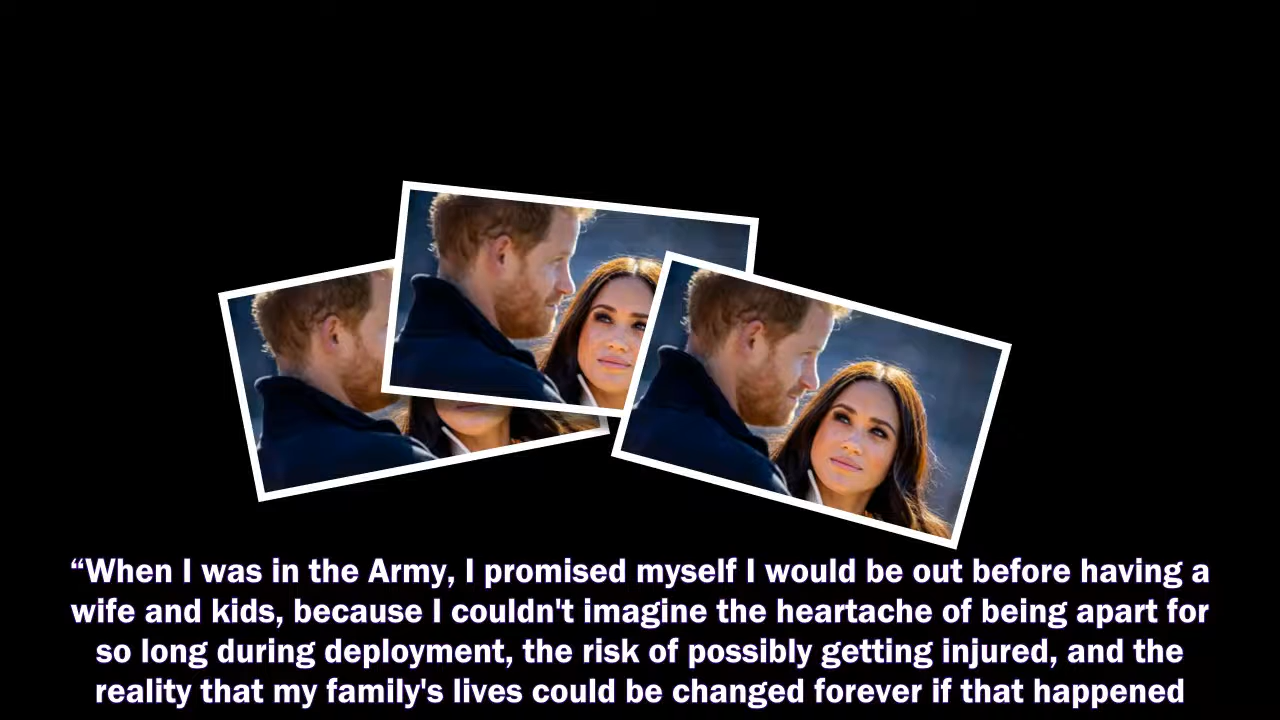 “When I was in the Army, I promised myself I would be out before having a
wife and kids, because I couldn't imagine the heartache of being apart for
so long during deployment, the risk of possibly getting injured, and the
reality that my family's lives could be changed forever if that happened